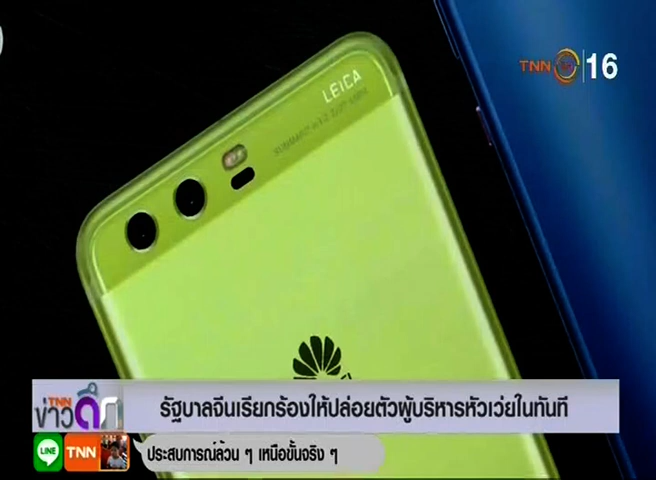 TNN 24 16
LEICA
TNN
ข่าวดึก
รัฐบาลจีนเรียกร้องให้ปล่อยตัวผู้บริหารหัวเว่ยในทันที
LINE TNN
ประสบการณ์ล้วน ๆ เหนือขั้นจริง ๆ